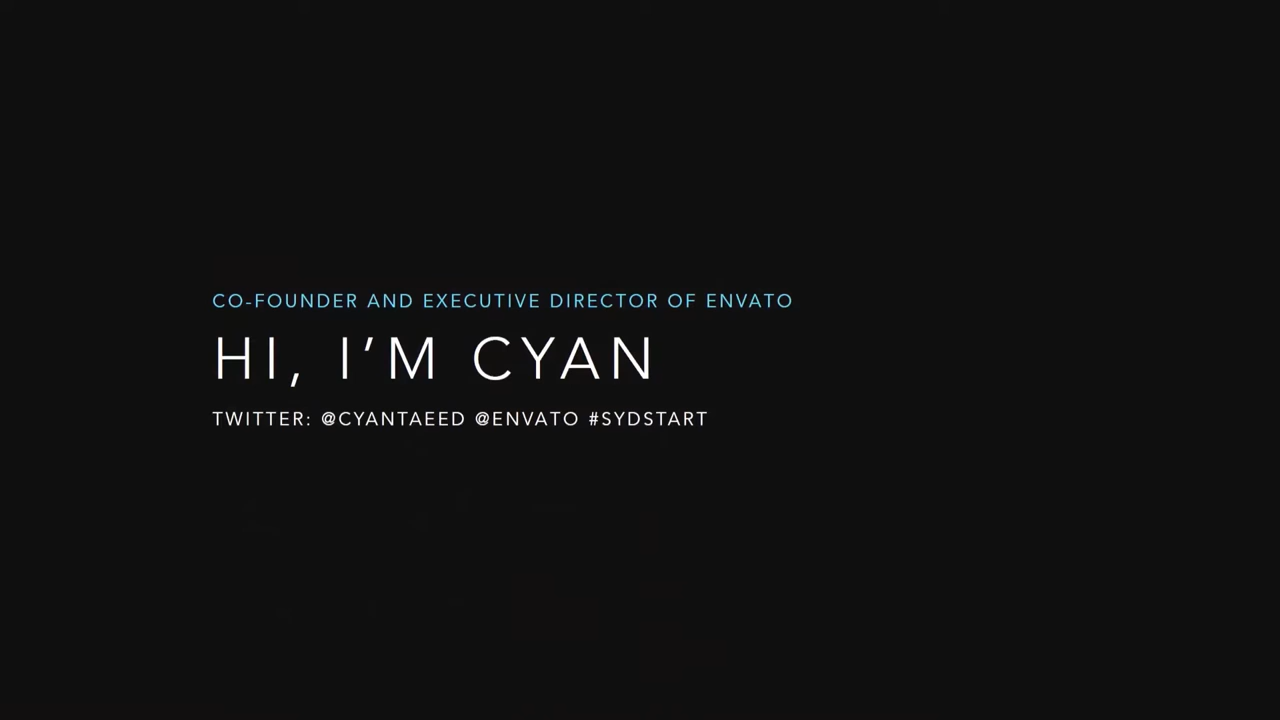 CO-FOUNDER AND EXECUTIVE DIRECTOR OF ENVATO
HI, I’M CYAN
TWITTER: @CYANTAEED @ENVATO #SYDSTART